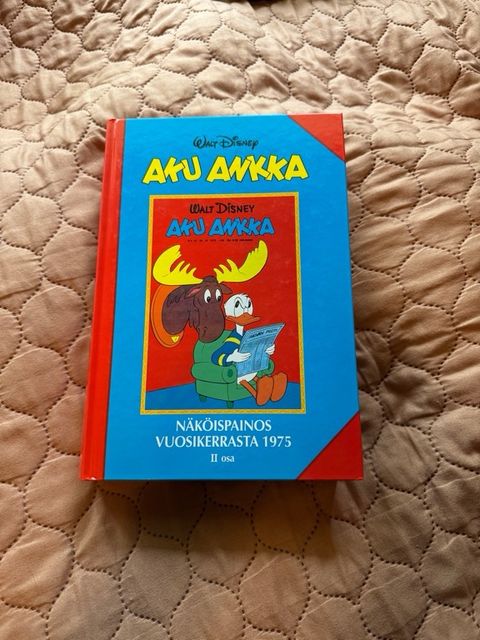 WALT DISNEY
AKU ANKKA
WALT DISNEY
AKU ANKKA
NÄKÖISPAINOS
VUOSIKERRASTA 1975
II osa